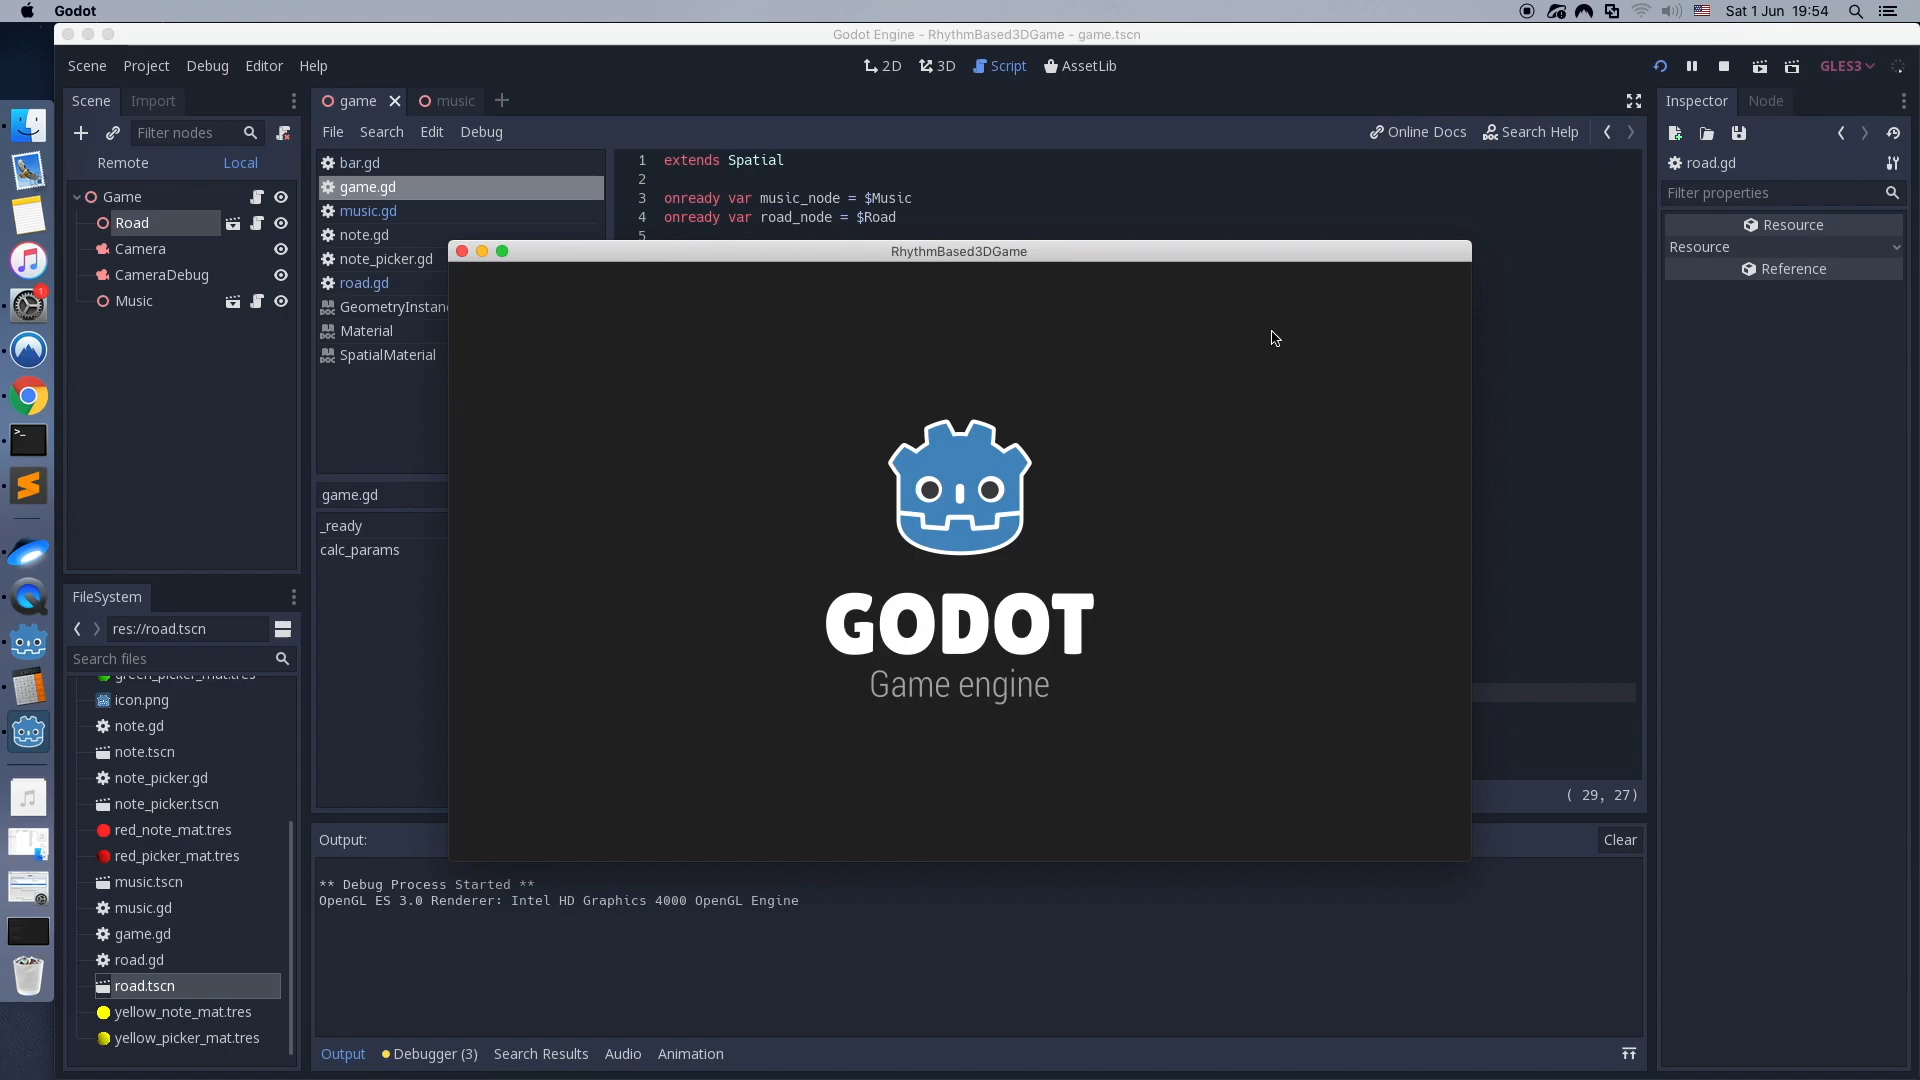 Godot
Sat 1 Jun 19:54
Godot Engine - RhythmBased3DGame - game.tscn
Scene Project Debug Editor Help
2D 3D Script AssetLib
GLES3
Scene Import
game music
Inspector Node
Filter nodes
File Search Edit Debug
Online Docs Search Help
Remote Local
road.gd
Filter properties
Resource
Resource
Reference
Game
Road
Camera
CameraDebug
Music
bar.gd
game.gd
music.gd
note.gd
note_picker.gd
road.gd
GeometryInstan
Material
SpatialMaterial
1 extends Spatial
2
3 onready var music_node = $Music
4 onready var road_node = $Road
5
RhythmBased3DGame
GODOT
Game engine
game.gd
_ready
calc_params
( 29, 27)
FileSystem
res://road.tscn
Search files
green_picker_mat.tres
icon.png
note.gd
note.tscn
note_picker.gd
note_picker.tscn
red_note_mat.tres
red_picker_mat.tres
music.tscn
music.gd
game.gd
road.gd
road.tscn
yellow_note_mat.tres
yellow_picker_mat.tres
Output:
Clear
** Debug Process Started **
OpenGL ES 3.0 Renderer: Intel HD Graphics 4000 OpenGL Engine
Output Debugger (3) Search Results Audio Animation
1